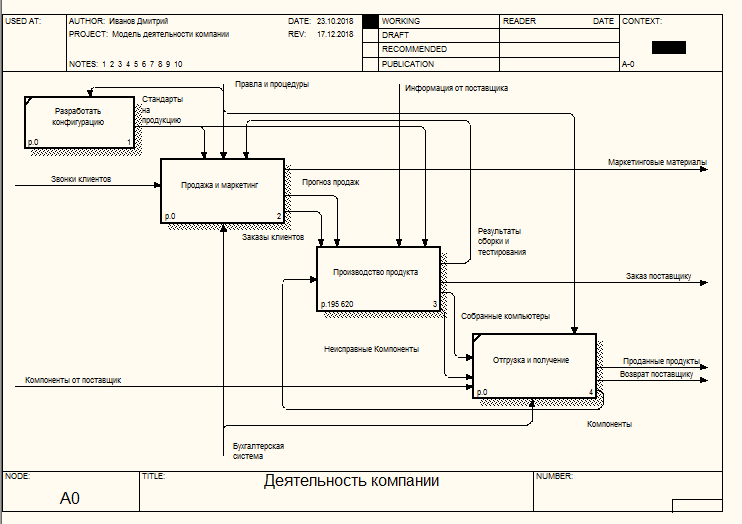 USED AT:
AUTHOR: Иванов Дмитрий
DATE: 23.10.2018
PROJECT: Модель деятельности компании
REV: 17.12.2018
NOTES: 1 2 3 4 5 6 7 8 9 10
WORKING
DRAFT
RECOMMENDED
PUBLICATION
READER
DATE
CONTEXT:
A-0
Правла и процедуры
Информация от поставщика
Стандарты
на
продукцию
Разработать
конфигурацию
р.0
1
Маркетинговые материалы
Звонки клиентов
Продажа и маркетинг
р.0
2
Прогноз продаж
Заказы клиентов
Результаты
сборки и
тестирования
Производство продукта
р.195 620
3
Заказ поставщику
Собранные компьютеры
Неисправные Компоненты
Отгрузка и получение
р.0
4
Проданные продукты
Возврат поставщику
Компоненты от поставщик
Компоненты
Бухгалтерская
система
NODE:
A0
TITLE:
Деятельность компании
NUMBER: